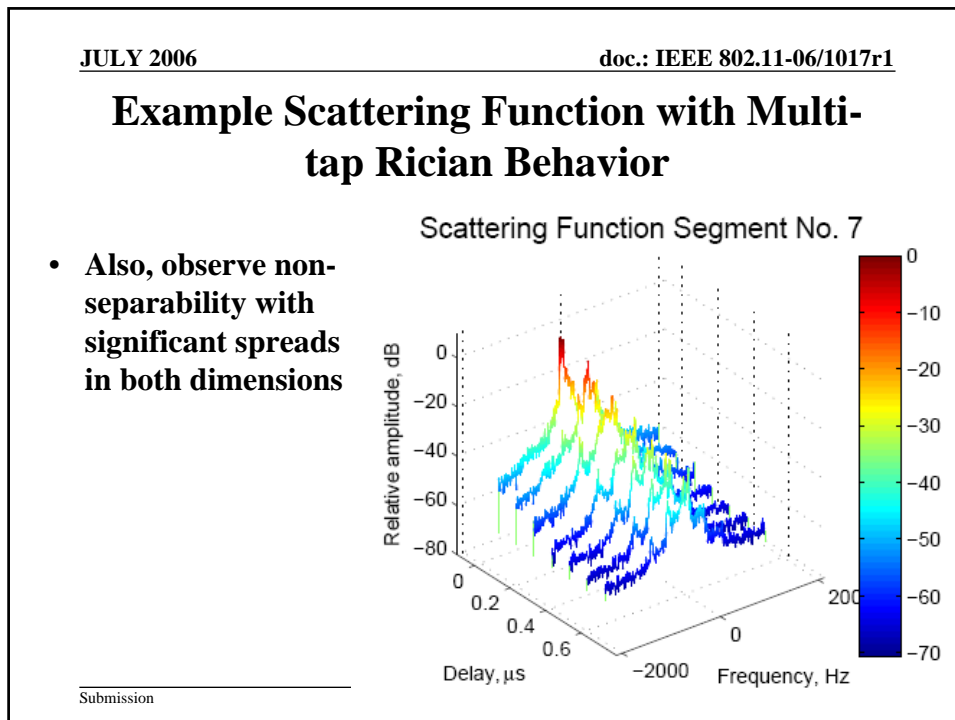 JULY 2006
doc.: IEEE 802.11-06/1017r1
Example Scattering Function with Multi-
tap Rician Behavior
• Also, observe non-
separability with
significant spreads
in both dimensions
Scattering Function Segment No. 7
Relative amplitude, dB
0
−20
−40
−60
−80
0
0.2
0.4
0.6
Delay, μs
−2000
0
200
Frequency, Hz
0
−10
−20
−30
−40
−50
−60
−70
Submission